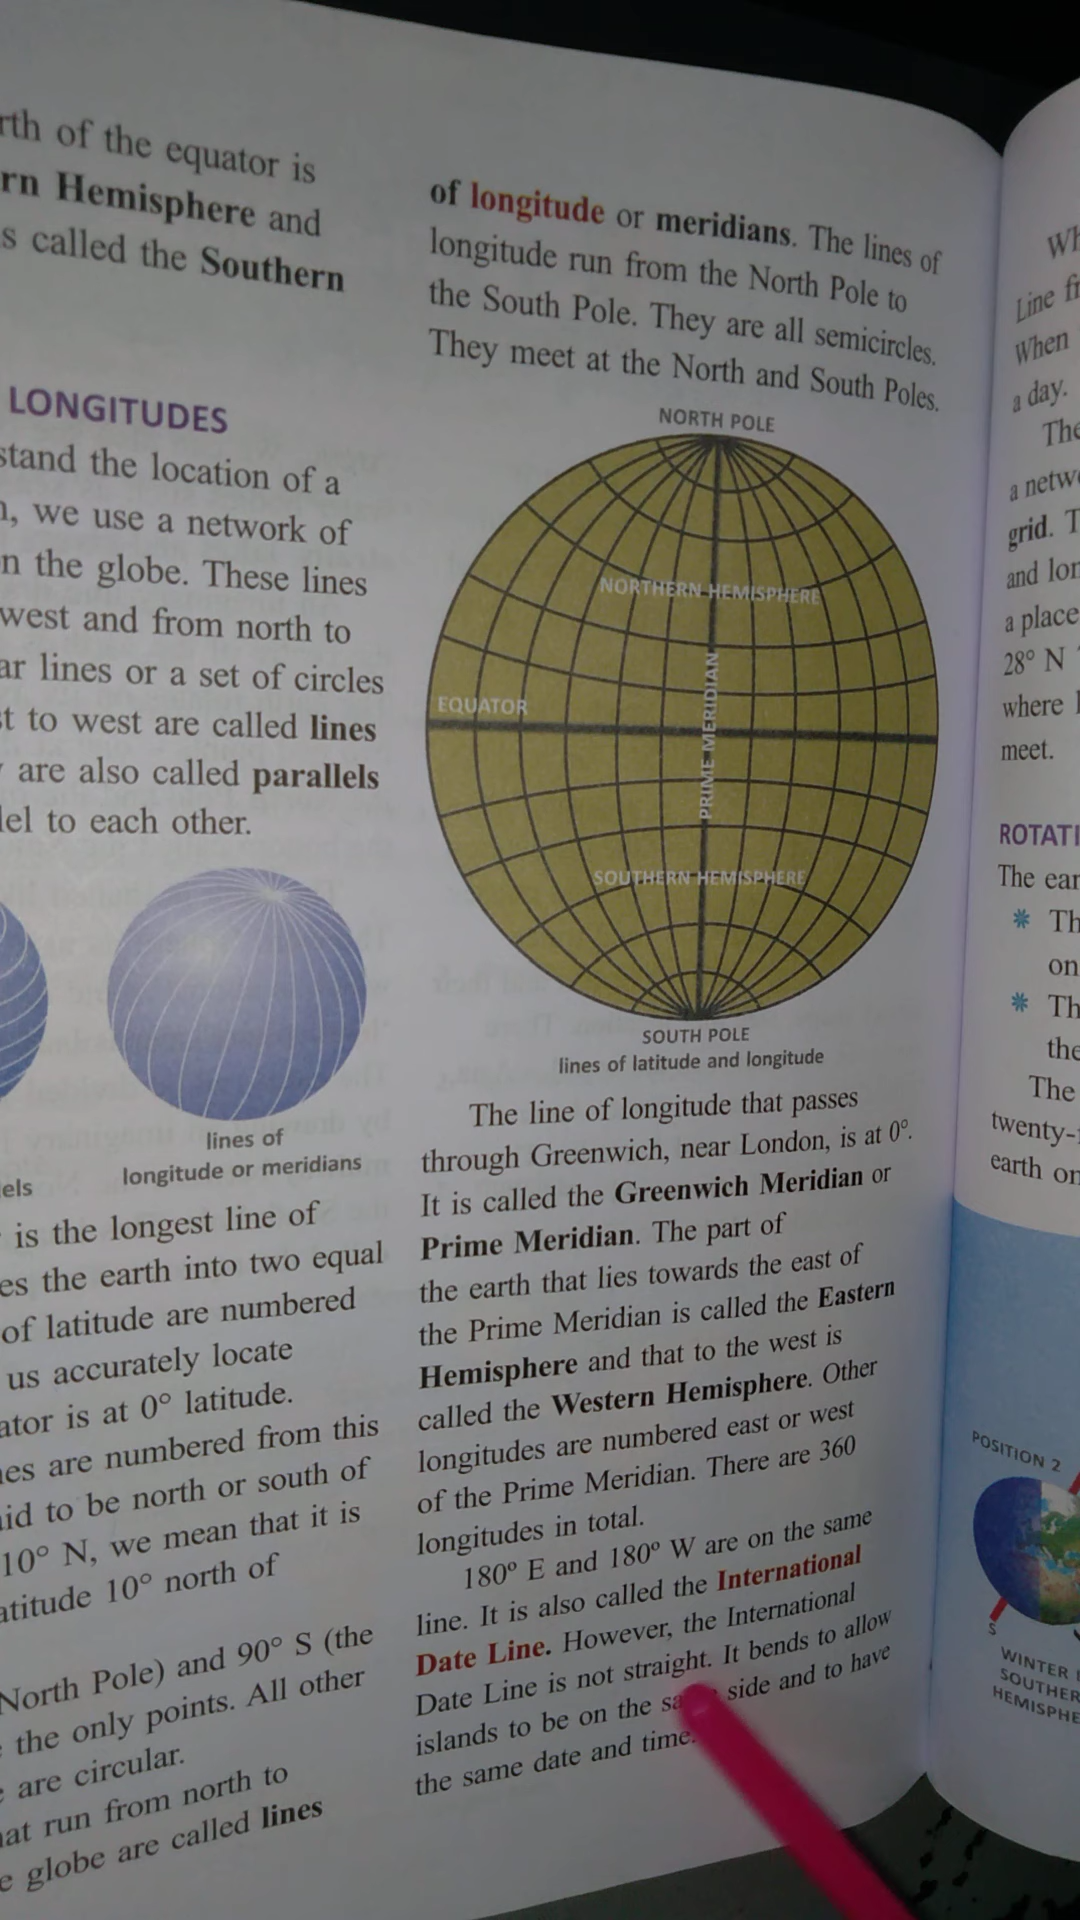 rth of the equator is
rn Hemisphere and
s called the Southern
LONGITUDES
stand the location of a
, we use a network of
n the globe. These lines
west and from north to
ar lines or a set of circles
st to west are called lines
are also called parallels
lel to each other.
lines of
longitude or meridians
els
is the longest line of
es the earth into two equal
of latitude are numbered
us accurately locate
ator is at 0° latitude.
nes are numbered from this
aid to be north or south of
10° N, we mean that it is
atitude 10° north of
North Pole) and 90° S (the
the only points. All other
are circular.
hat run from north to
e globe are called lines
of longitude or meridians. The lines of
longitude run from the North Pole to
the South Pole. They are all semicircles.
They meet at the North and South Poles.
NORTH POLE
NORTHERN HEMISPHERE
PRIME MERIDIAN
EQUATOR
SOUTHERN HEMISPHERE
SOUTH POLE
lines of latitude and longitude
The line of longitude that passes
through Greenwich, near London, is at 0°.
It is called the Greenwich Meridian or
Prime Meridian. The part of
the earth that lies towards the east of
the Prime Meridian is called the Eastern
Hemisphere and that to the west is
called the Western Hemisphere. Other
longitudes are numbered east or west
of the Prime Meridian. There are 360
longitudes in total.
180° E and 180° W are on the same
line. It is also called the International
Date Line. However, the International
Date Line is not straight. It bends to allow
islands to be on the side and to have
the same date and time.
Wh
Line fr
When
a day.
The
a netw
grid. T
and lon
a place
28° N
where
meet.
ROTATI
The ear
* Th
on
* Th
the
The
twenty-
earth on
POSITION 2
S
WINTER I
SOUTHER
HEMISPHE